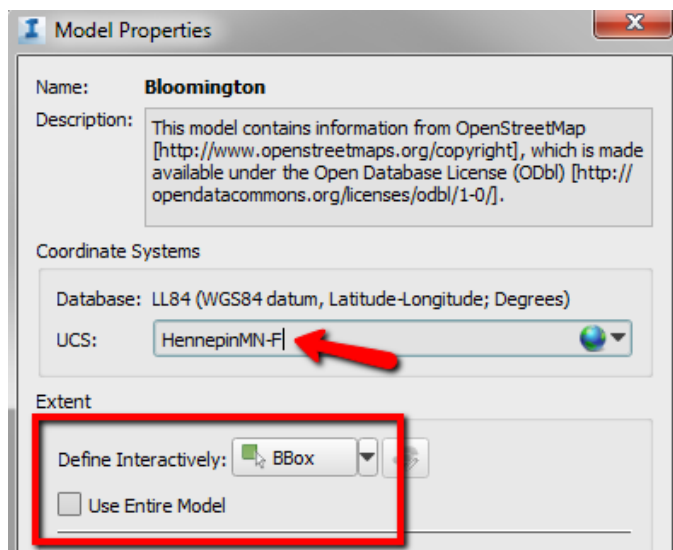 Model Properties
Name: Bloomington
Description: This model contains information from OpenStreetMap
[http://www.openstreetmaps.org/copyright], which is made
available under the Open Database License (ODbl) [http://
opendatacommons.org/licenses/odbl/1-0/].
Coordinate Systems
Database: LL84 (WGS84 datum, Latitude-Longitude; Degrees)
UCS: HennepinMN-F
Extent
Define Interactively: BBox
Use Entire Model